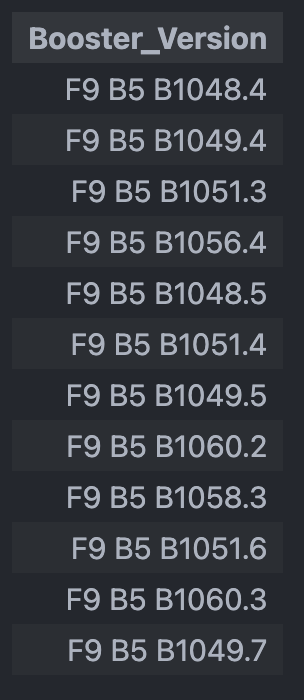 Booster_Version
F9 B5 B1048.4
F9 B5 B1049.4
F9 B5 B1051.3
F9 B5 B1056.4
F9 B5 B1048.5
F9 B5 B1051.4
F9 B5 B1049.5
F9 B5 B1060.2
F9 B5 B1058.3
F9 B5 B1051.6
F9 B5 B1060.3
F9 B5 B1049.7